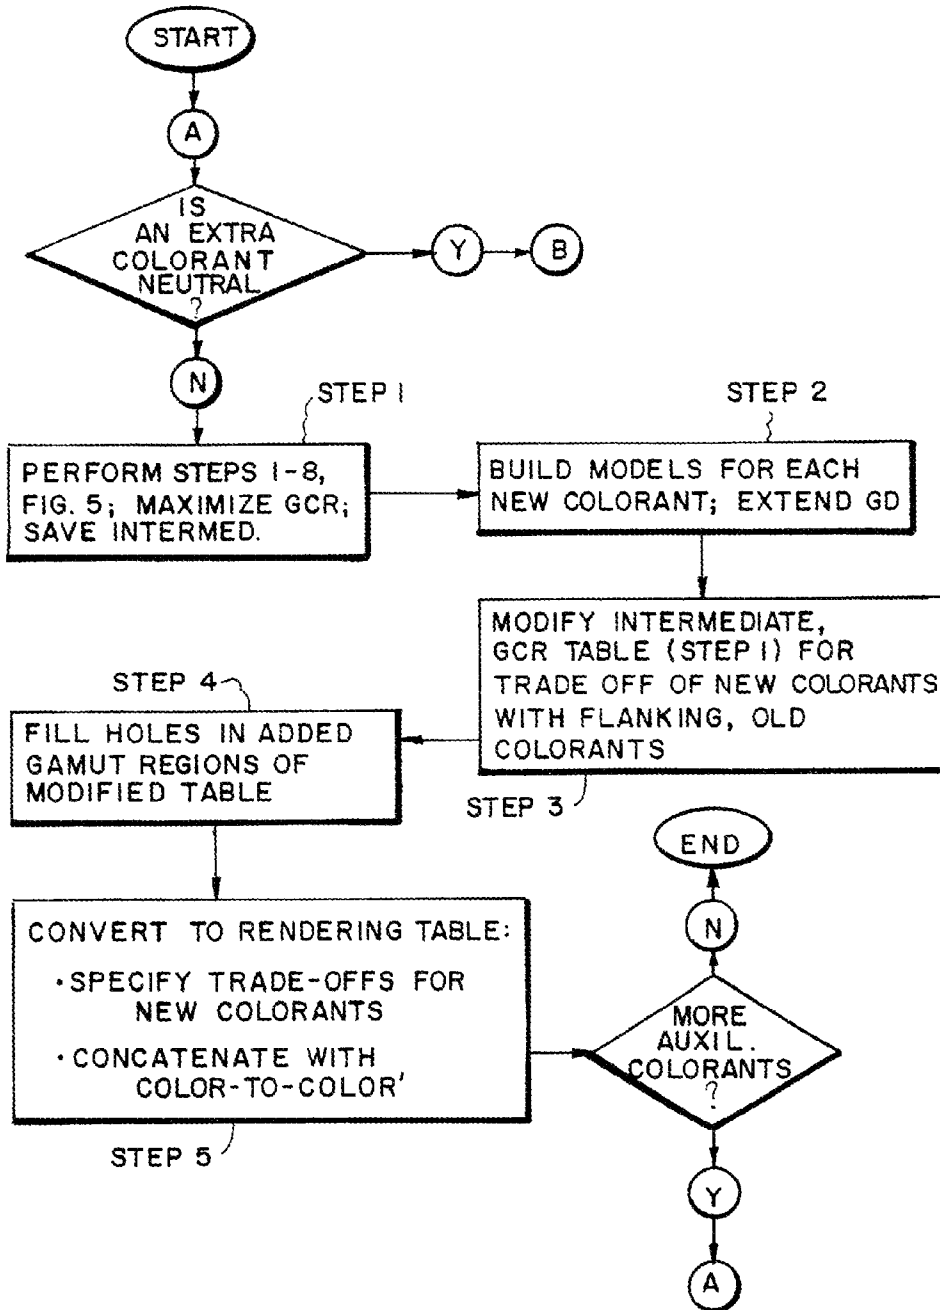 START
A
IS
AN EXTRA
COLORANT
NEUTRAL
?
Y
B
N
STEP 1
PERFORM STEPS 1-8,
FIG. 5; MAXIMIZE GCR;
SAVE INTERMED.
STEP 2
BUILD MODELS FOR EACH
NEW COLORANT; EXTEND GD
MODIFY INTERMEDIATE,
GCR TABLE (STEP 1) FOR
TRADE OFF OF NEW COLORANTS
WITH FLANKING, OLD
COLORANTS
STEP 3
STEP 4
FILL HOLES IN ADDED
GAMUT REGIONS OF
MODIFIED TABLE
CONVERT TO RENDERING TABLE:
• SPECIFY TRADE-OFFS FOR
NEW COLORANTS
• CONCATENATE WITH
COLOR-TO-COLOR'
STEP 5
END
N
MORE
AUXIL.
COLORANTS
?
Y
A